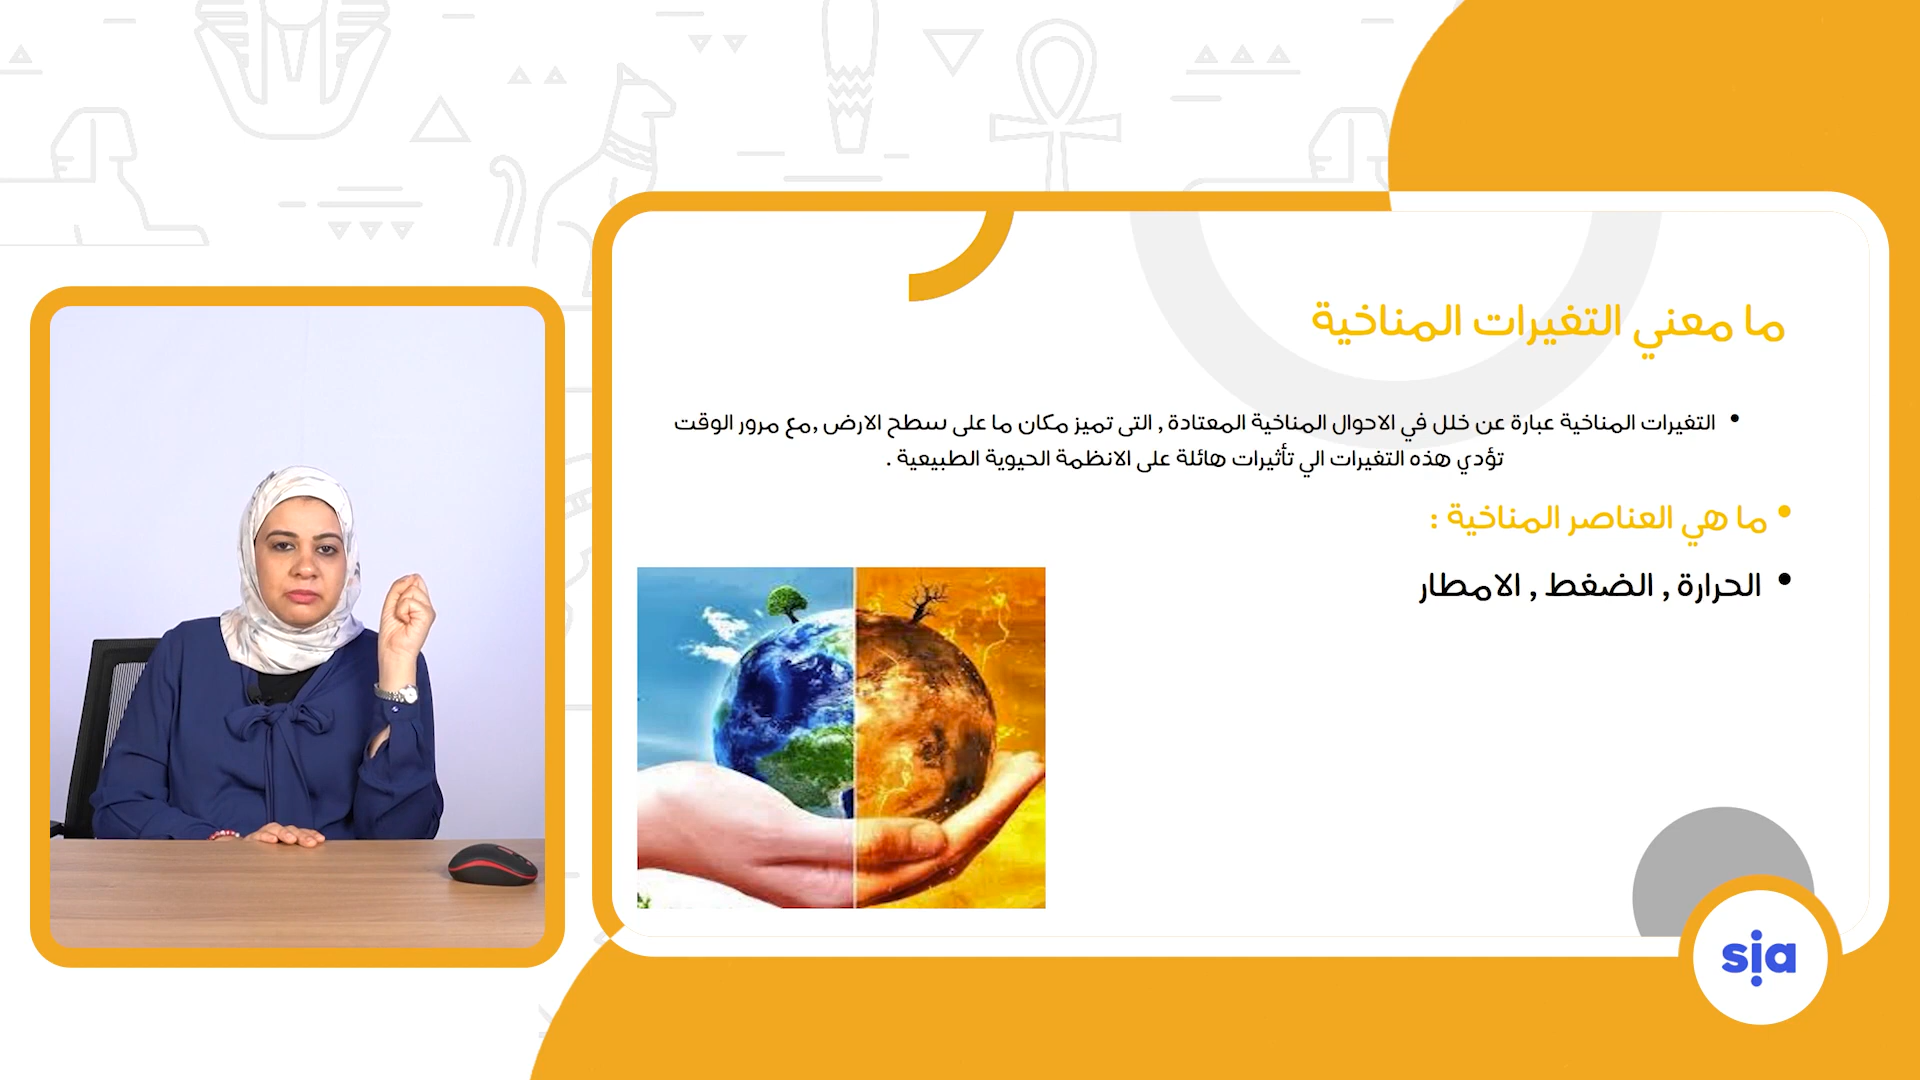 ما معني التغيرات المناخية
• التغيرات المناخية عبارة عن خلل في الاحوال المناخية المعتادة , التى تميز مكان ما على سطح الارض ,مع مرور الوقت
تؤدي هذه التغيرات الي تأثيرات هائلة على الانظمة الحيوية الطبيعية .
• ما هي العناصر المناخية :
• الحرارة , الضغط , الامطار
sia